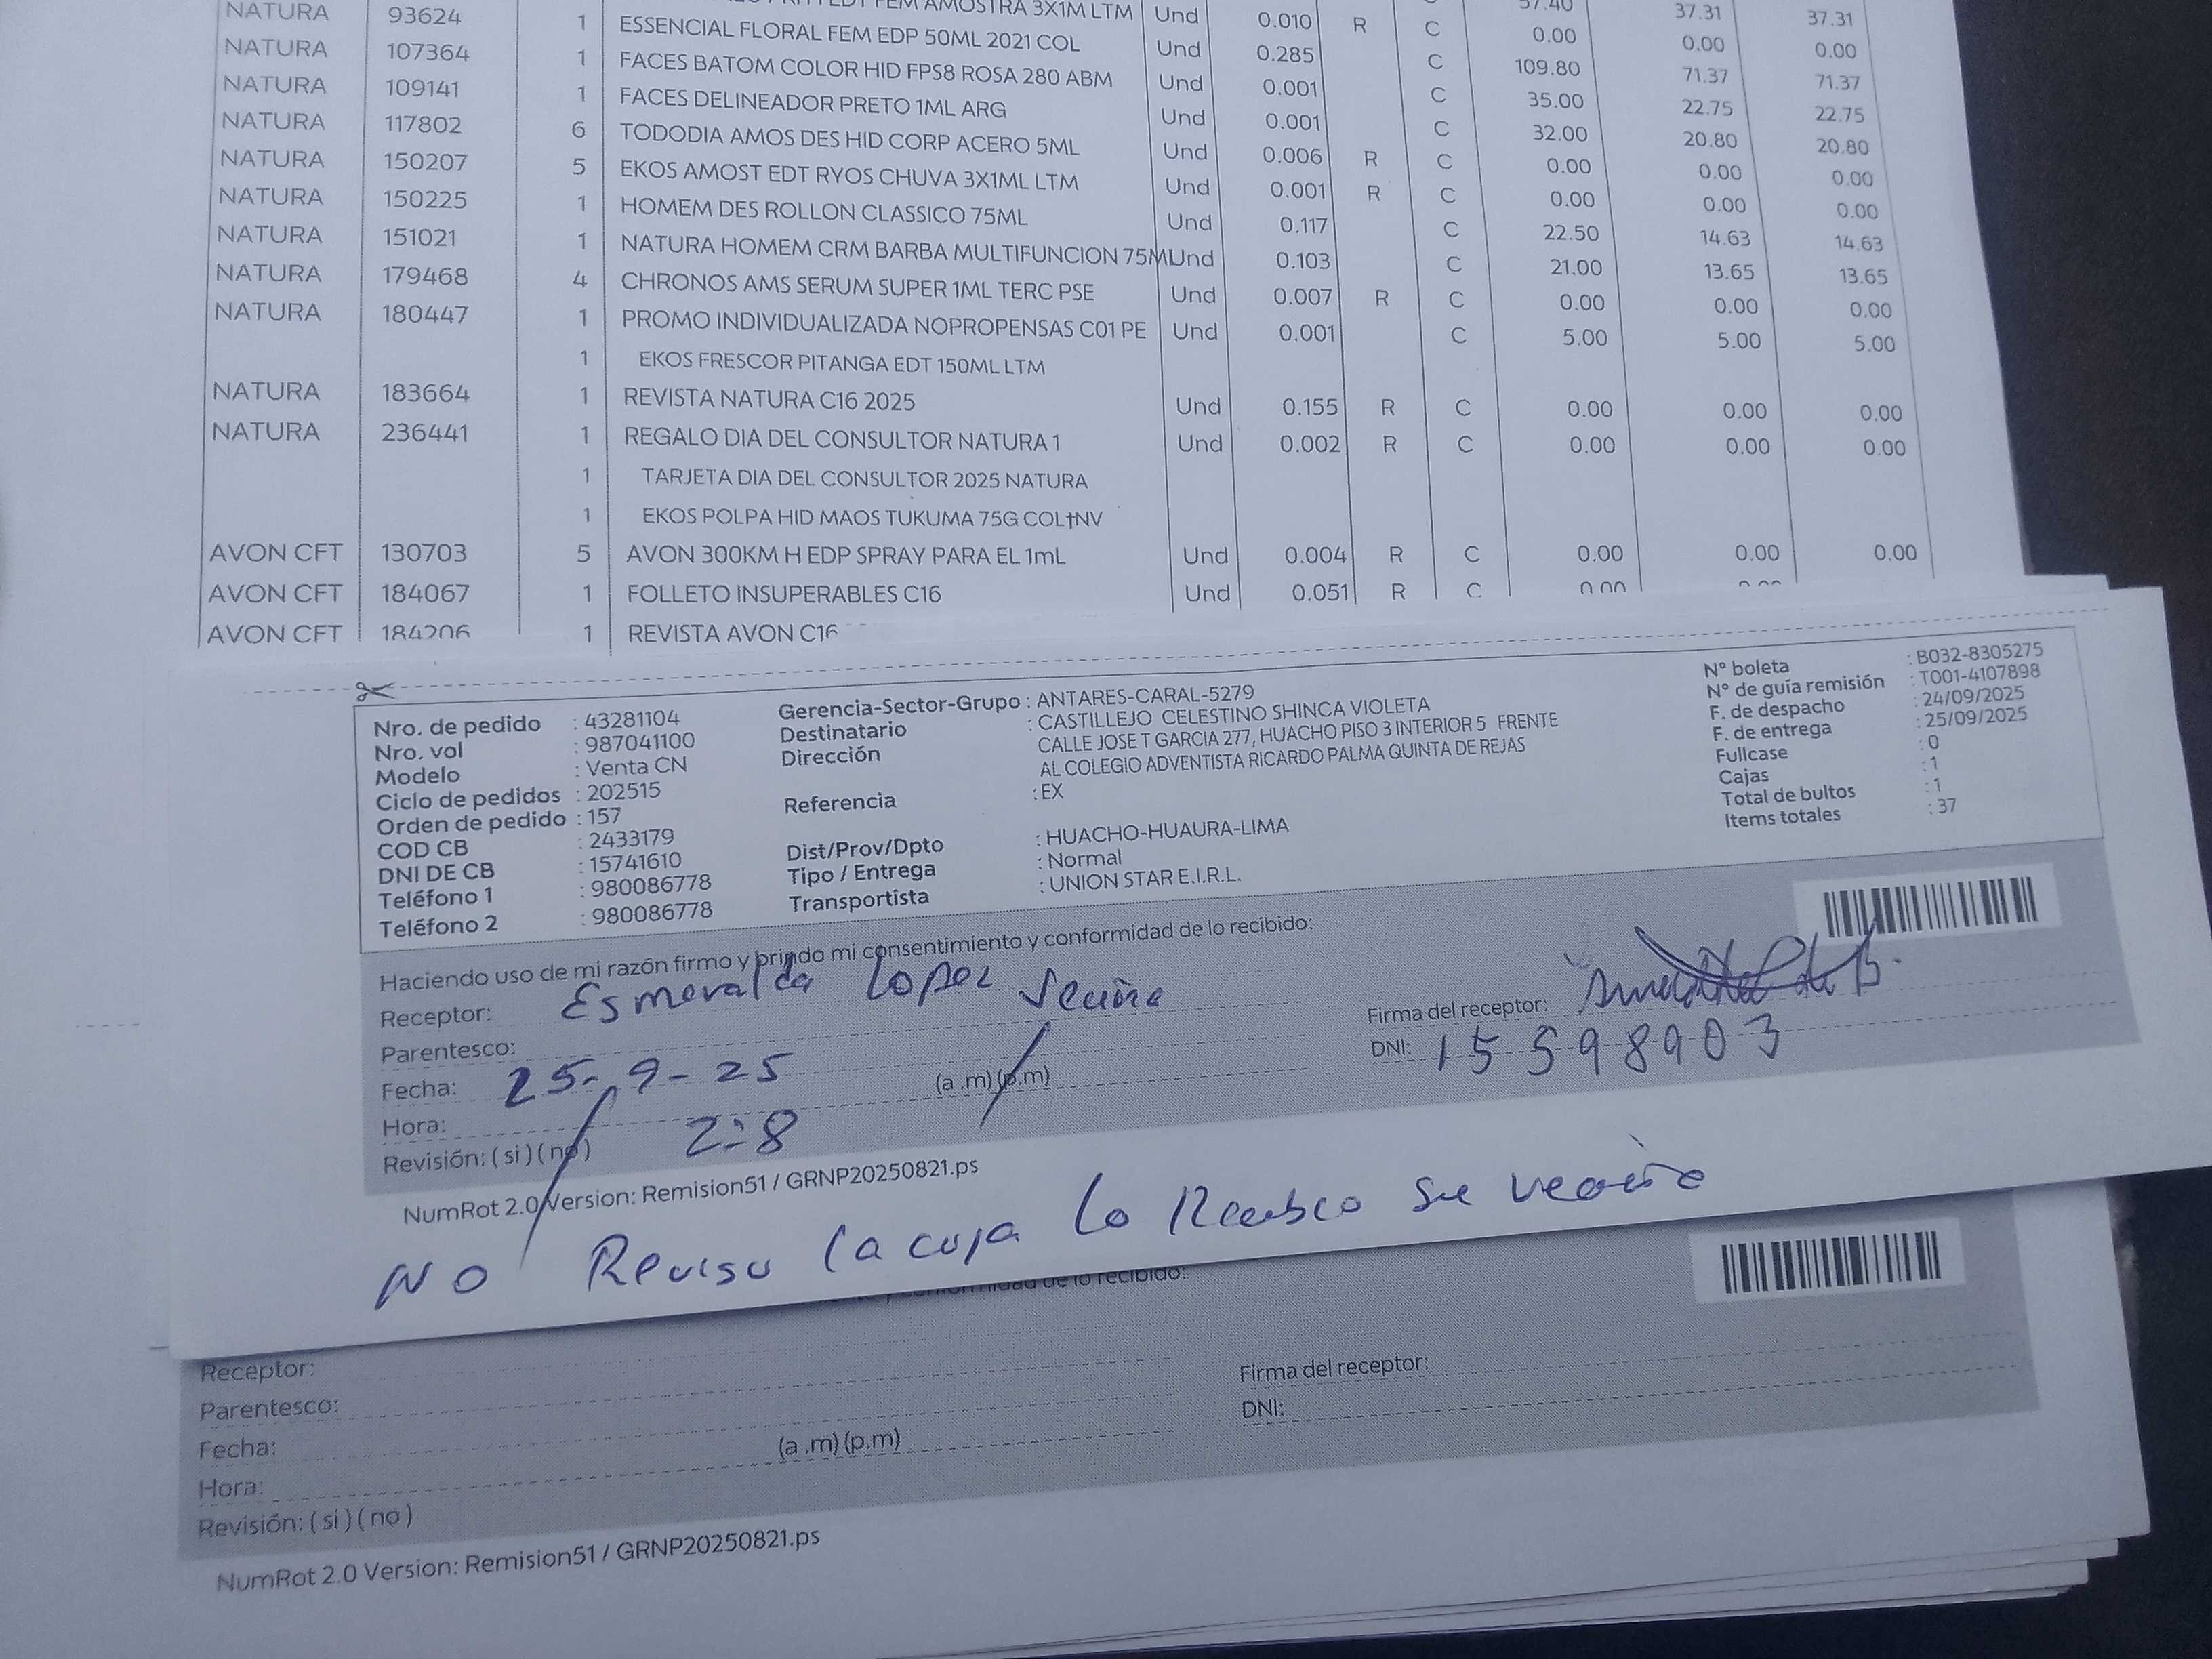 NATURA 93624 AMOSTRA 3X1M LTM Und 0.010 R C 57.40 37.31 37.31
NATURA 107364 1 ESSENCIAL FLORAL FEM EDP 50ML 2021 COL Und 0.285 C 0.00 0.00 0.00
NATURA 109141 1 FACES BATOM COLOR HID FPS8 ROSA 280 ABM Und 0.001 C 109.80 71.37 71.37
NATURA 117802 1 FACES DELINEADOR PRETO 1ML ARG Und 0.001 C 35.00 22.75 22.75
NATURA 150207 6 TODODIA AMOS DES HID CORP ACERO 5ML Und 0.006 R C 32.00 20.80 20.80
NATURA 150225 5 EKOS AMOST EDT RYOS CHUVA 3X1ML LTM Und 0.001 R C 0.00 0.00 0.00
NATURA 151021 1 HOMEM DES ROLLON CLASSICO 75ML Und 0.117 C 0.00 0.00 0.00
NATURA 179468 1 NATURA HOMEM CRM BARBA MULTIFUNCION 75ML Und 0.103 C 22.50 14.63 14.63
NATURA 180447 4 CHRONOS AMS SERUM SUPER 1ML TERC PSE Und 0.007 R C 21.00 13.65 13.65
1 PROMO INDIVIDUALIZADA NOPROPENSAS C01 PE Und 0.001 C 0.00 0.00 0.00
5.00 5.00 5.00
1 EKOS FRESCOR PITANGA EDT 150ML LTM
NATURA 183664 1 REVISTA NATURA C16 2025 Und 0.155 R C 0.00 0.00 0.00
NATURA 236441 1 REGALO DIA DEL CONSULTOR NATURA 1 Und 0.002 R C 0.00 0.00 0.00
1 TARJETA DIA DEL CONSULTOR 2025 NATURA
1 EKOS POLPA HID MAOS TUKUMA 75G COL†NV
AVON CFT 130703 5 AVON 300KM H EDP SPRAY PARA EL 1mL Und 0.004 R C 0.00 0.00 0.00
AVON CFT 184067 1 FOLLETO INSUPERABLES C16 Und 0.051 R C 0.00 0.00
AVON CFT 184206 1 REVISTA AVON C16
Nro. de pedido : 43281104
Nro. vol : 987041100
Modelo : Venta CN
Ciclo de pedidos : 202515
Orden de pedido : 157
COD CB : 2433179
DNI DE CB : 15741610
Teléfono 1 : 980086778
Teléfono 2 : 980086778
Gerencia-Sector-Grupo : ANTARES-CARAL-5279
Destinatario : CASTILLEJO CELESTINO SHINCA VIOLETA
Dirección CALLE JOSE T GARCIA 277, HUACHO PISO 3 INTERIOR 5 FRENTE
AL COLEGIO ADVENTISTA RICARDO PALMA QUINTA DE REJAS
Referencia : EX
Dist/Prov/Dpto : HUACHO-HUAURA-LIMA
Tipo / Entrega : Normal
Transportista : UNION STAR E.I.R.L.
N° boleta : B032-8305275
N° de guía remisión : T001-4107898
F. de despacho : 24/09/2025
F. de entrega : 25/09/2025
Fullcase : 0
Cajas : 1
Total de bultos : 1
Items totales : 37
Haciendo uso de mi razón firmo y brindo mi consentimiento y conformidad de lo recibido:
Receptor: Esmeralda Lopez
Parentesco:
Fecha: 25-9-25
(a .m) (p.m)
Hora: 2:8
Revisión: ( si ) ( no )
Firma del receptor:
DNI: 15598903
NumRot 2.0 Version: Remision51 / GRNP20250821.ps
NO Reviso la caja lo su
de lo recibido:
Receptor:
Parentesco:
Fecha:
(a .m) (p.m)
Hora:
Revisión: ( si ) ( no )
Firma del receptor:
DNI:
NumRot 2.0 Version: Remision51 / GRNP20250821.ps